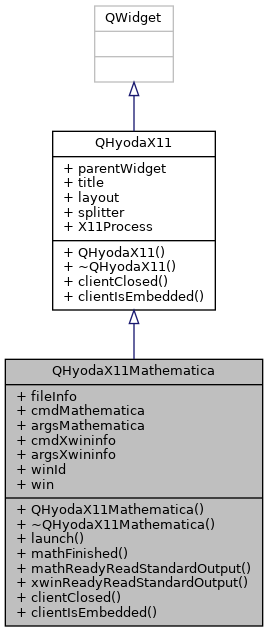 QWidget
QHyodaX11
+ parentWidget
+ title
+ layout
+ splitter
+ X11Process
+ QHyodaX11()
+ ~QHyodaX11()
+ clientClosed()
+ clientIsEmbedded()
QHyodaX11Mathematica
+ fileInfo
+ cmdMathematica
+ argsMathematica
+ cmdXwininfo
+ argsXwininfo
+ winId
+ win
+ QHyodaX11Mathematica()
+ ~QHyodaX11Mathematica()
+ launch()
+ mathFinished()
+ mathReadyReadStandardOutput()
+ xwinReadyReadStandardOutput()
+ clientClosed()
+ clientIsEmbedded()